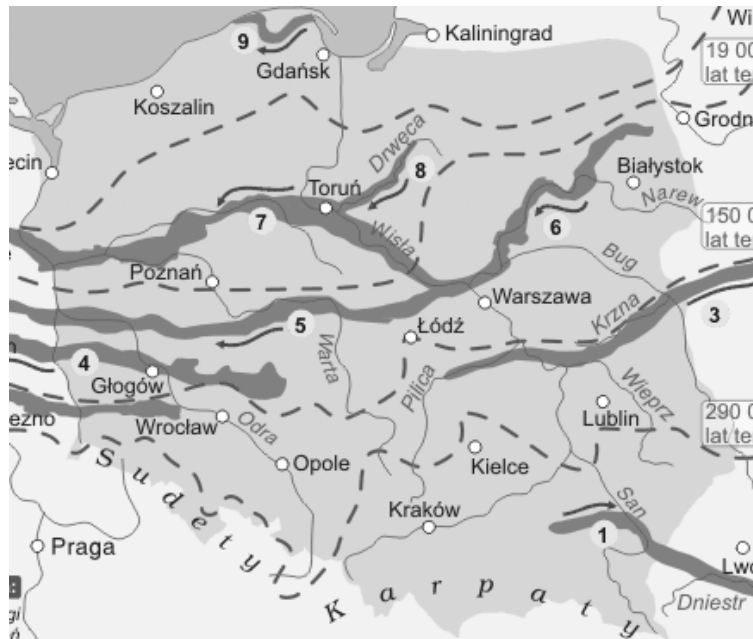 9
Kaliningrad
Wi
Gdańsk
19 00
lat te
Koszalin
Grodn
Drwęca
ecin
8
Białystok
Toruń
Narew
7
6
150 0
lat te
Wisła
Bug
Poznań
Warszawa
Krzna
3
5
Łódź
4
Warta
Pilica
Głogów
Wieprz
290 0
lat te
ezno
Wrocław
Odra
Lublin
Kielce
Opole
Sudety
San
Kraków
1
Praga
Lwo
Karpaty
Dniestr
gi
ń